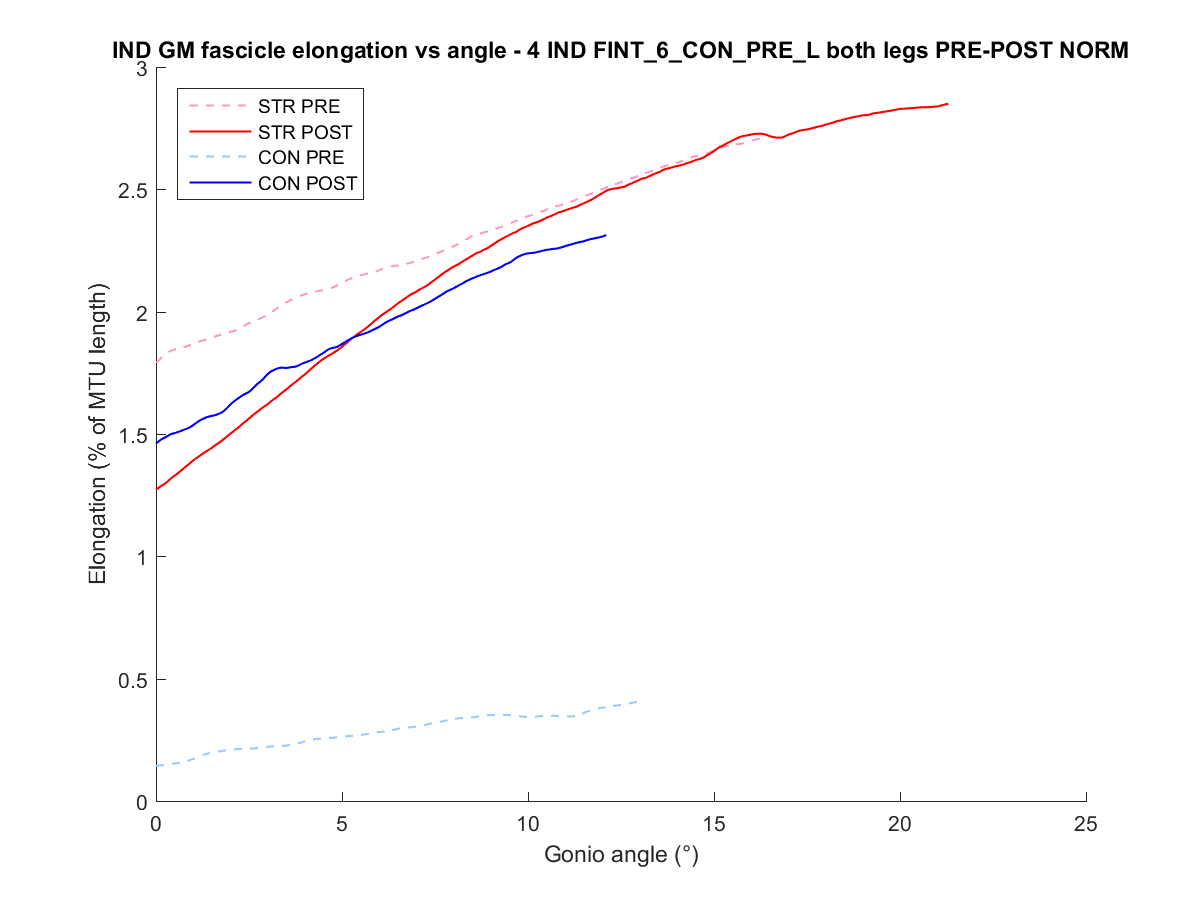 IND GM fascicle elongation vs angle - 4 IND FINT_6_CON_PRE_L both legs PRE-POST NORM
3
STR PRE
STR POST
CON PRE
CON POST
2.5
2
1.5
1
0.5
0
Elongation (% of MTU length)
0 5 10 15 20 25
Gonio angle (°)